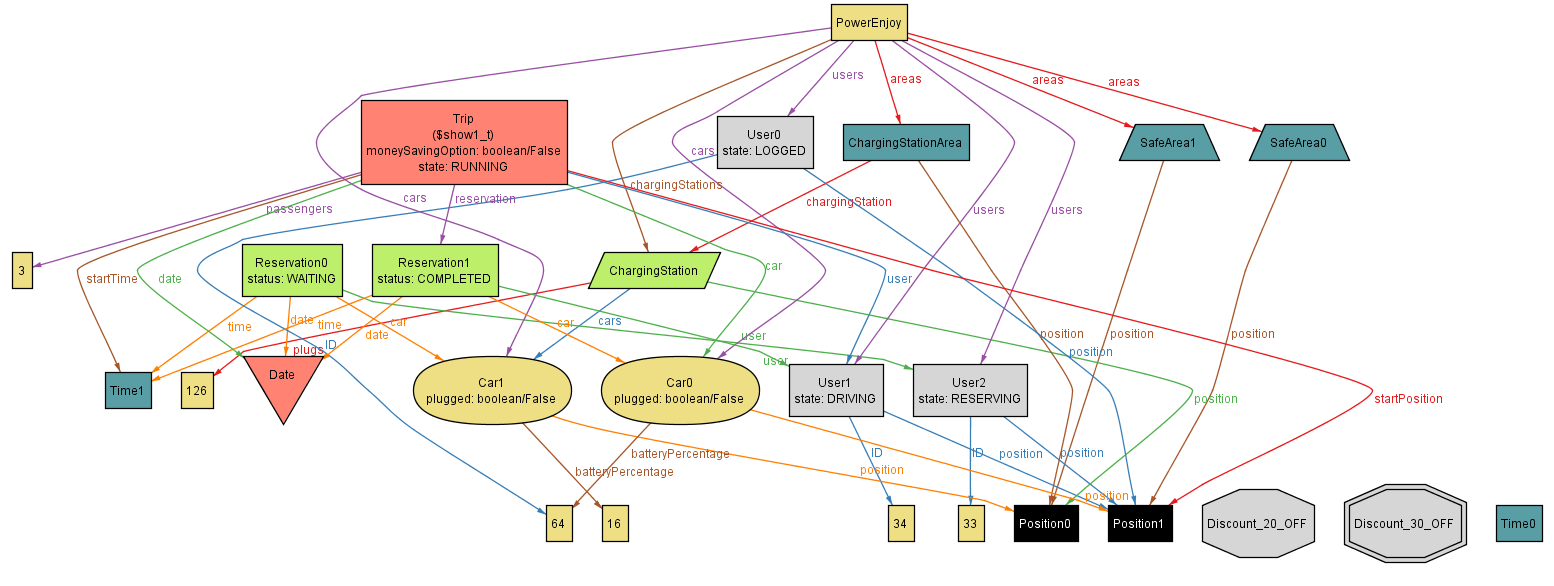 PowerEnjoy
users
areas
areas
areas
Trip
($show1_t)
moneySavingOption: boolean/False
state: RUNNING
User0
state: LOGGED
ChargingStationArea
SafeArea1
SafeArea0
cars
chargingStations
cars
reservation
passengers
chargingStation
users
users
3
Reservation0
status: WAITING
Reservation1
status: COMPLETED
ChargingStation
startTime
date
car
user
time
date
time
date
car
car
cars
user
user
plugs
ID
position
position
position
position
position
startPosition
Time1
126
Date
Car1
plugged: boolean/False
Car0
plugged: boolean/False
User1
state: DRIVING
User2
state: RESERVING
batteryPercentage
batteryPercentage
position
ID
position
ID
position
position
64
16
34
33
Position0
Position1
Discount_20_OFF
Discount_30_OFF
Time0